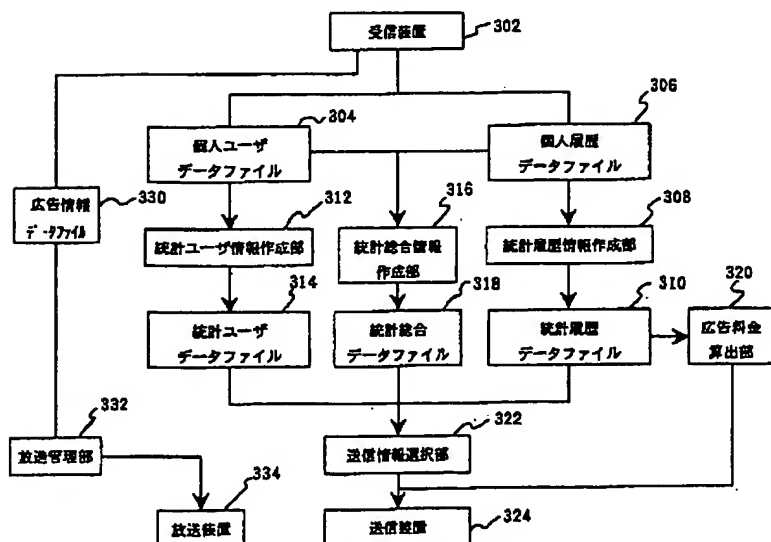 受信装置
302
304
306
個人ユーザ
データファイル
個人履歴
データファイル
広告情報
データファイル
330
312
316
308
統計ユーザ情報作成部
統計総合情報
作成部
統計履歴情報作成部
314
318
310
320
統計ユーザ
データファイル
統計総合
データファイル
統計履歴
データファイル
広告料金
算出部
332
322
放送管理部
送信情報選択部
334
放送装置
送信装置
324